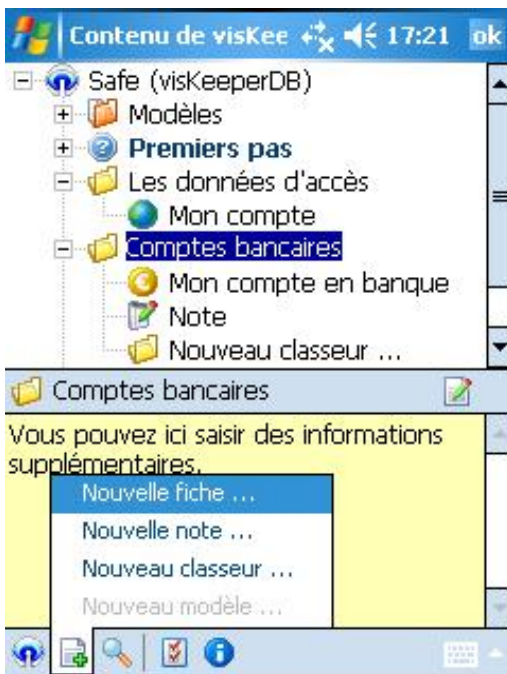 Contenu de visKee 17:21 ok
Safe (visKeeperDB)
Modèles
Premiers pas
Les données d'accès
Mon compte
Comptes bancaires
Mon compte en banque
Note
Nouveau classeur ...
Comptes bancaires
Vous pouvez ici saisir des informations
supplémentaires.
Nouvelle fiche ...
Nouvelle note ...
Nouveau classeur ...
Nouveau modèle ...